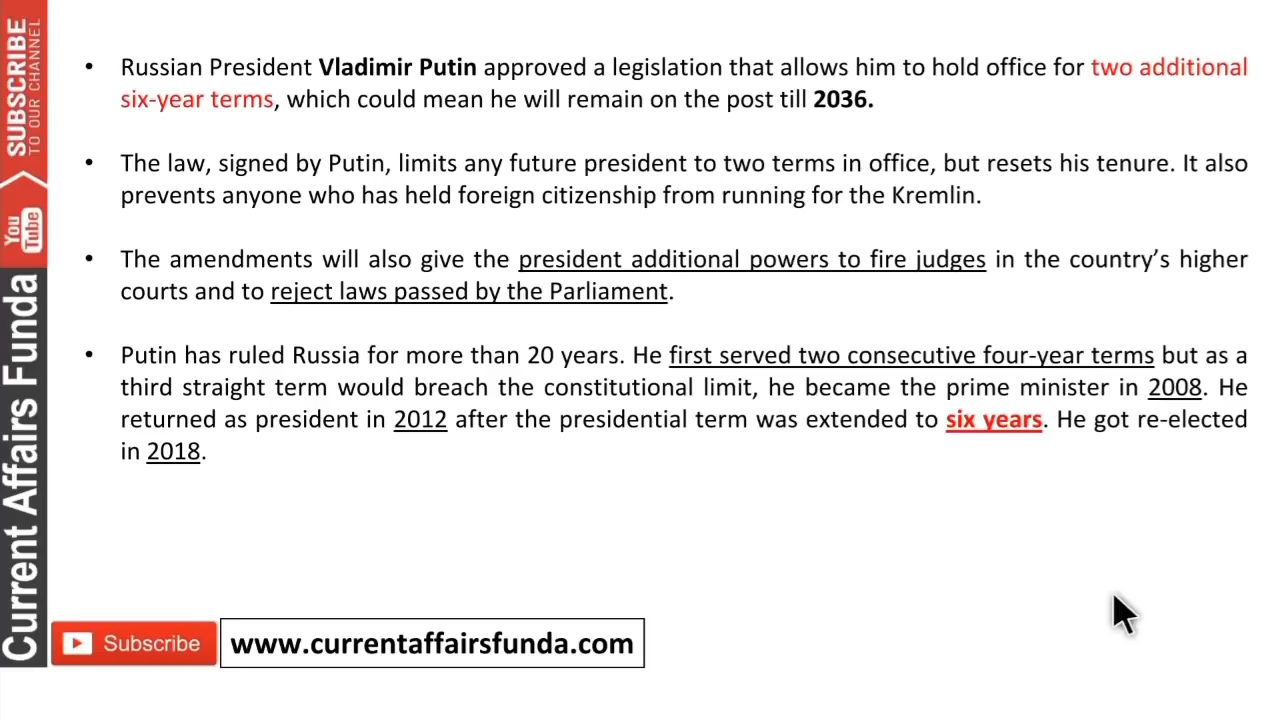 • Russian President Vladimir Putin approved a legislation that allows him to hold office for two additional
six-year terms, which could mean he will remain on the post till 2036.
• The law, signed by Putin, limits any future president to two terms in office, but resets his tenure. It also
prevents anyone who has held foreign citizenship from running for the Kremlin.
• The amendments will also give the president additional powers to fire judges in the country’s higher
courts and to reject laws passed by the Parliament.
• Putin has ruled Russia for more than 20 years. He first served two consecutive four-year terms but as a
third straight term would breach the constitutional limit, he became the prime minister in 2008. He
returned as president in 2012 after the presidential term was extended to six years. He got re-elected
in 2018.
SUBSCRIBE
TO OUR CHANNEL
You
Tube
Current Affairs Funda
Subscribe
www.currentaffairsfunda.com